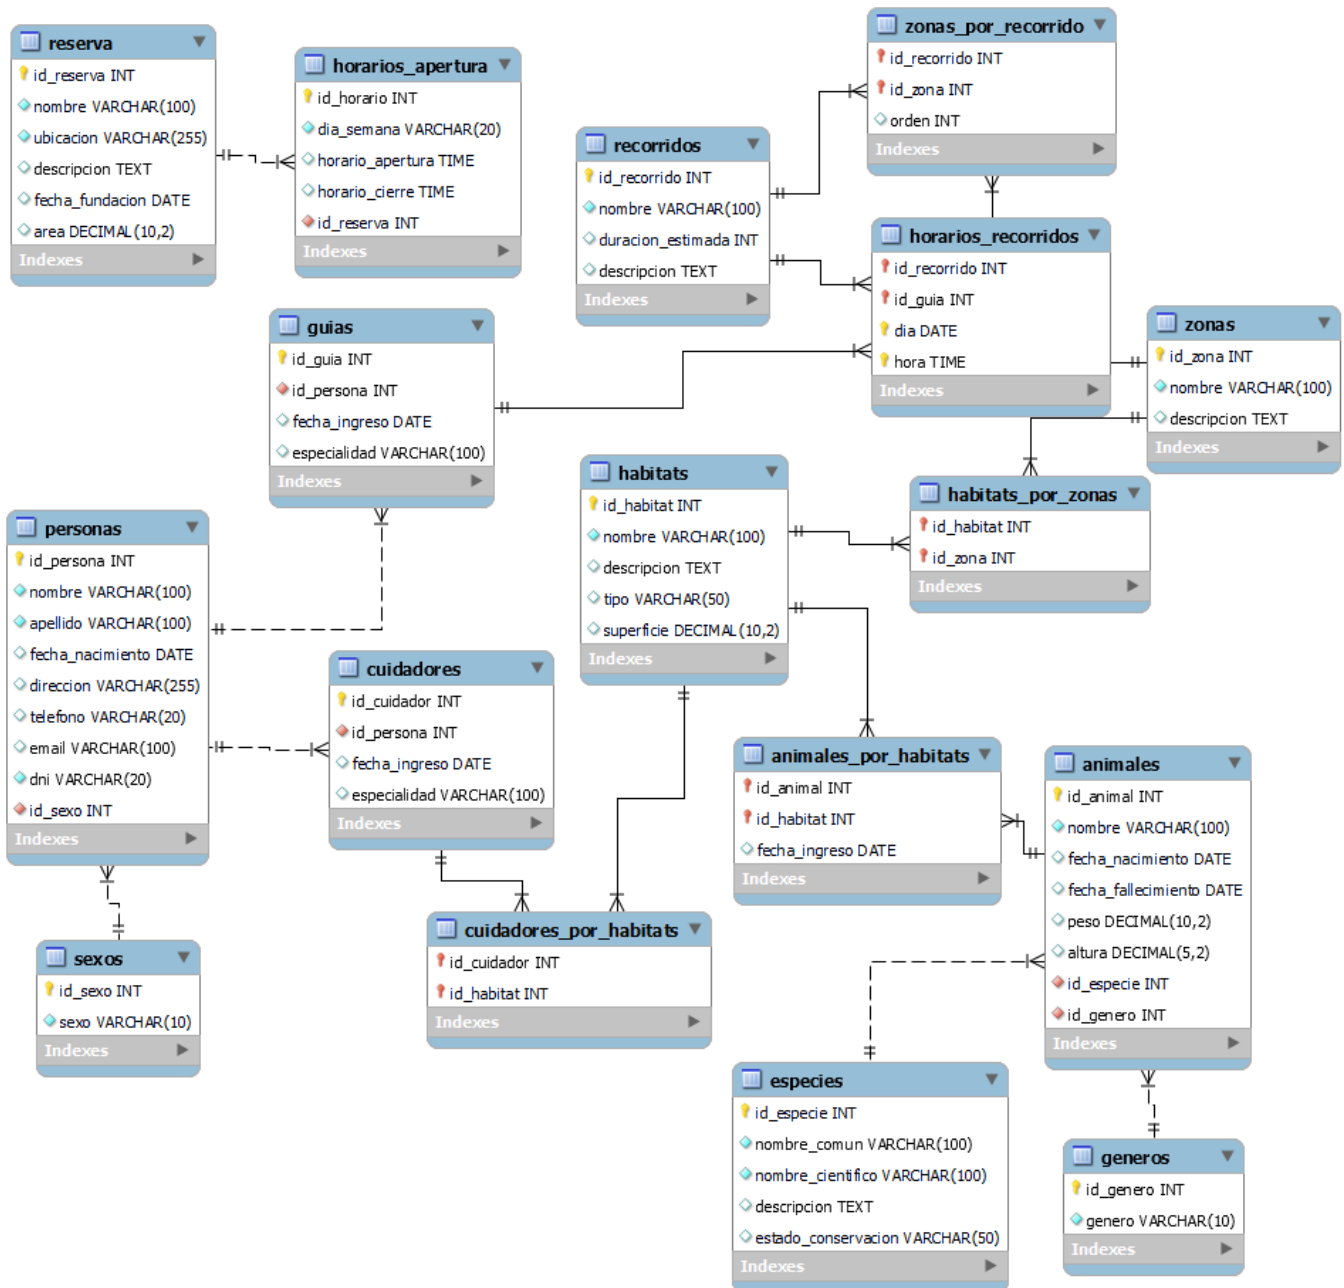 reserva
id_reserva INT
nombre VARCHAR(100)
ubicacion VARCHAR(255)
descripcion TEXT
fecha_fundacion DATE
area DECIMAL(10,2)
Indexes
horarios_apertura
id_horario INT
dia_semana VARCHAR(20)
horario_apertura TIME
horario_cierre TIME
id_reserva INT
Indexes
zonas_por_recorrido
id_recorrido INT
id_zona INT
orden INT
Indexes
recorridos
id_recorrido INT
nombre VARCHAR(100)
duracion_estimada INT
descripcion TEXT
Indexes
horarios_recorridos
id_recorrido INT
id_guia INT
dia DATE
hora TIME
Indexes
zonas
id_zona INT
nombre VARCHAR(100)
descripcion TEXT
Indexes
guias
id_guia INT
id_persona INT
fecha_ingreso DATE
especialidad VARCHAR(100)
Indexes
habitats
id_habitat INT
nombre VARCHAR(100)
descripcion TEXT
tipo VARCHAR(50)
superficie DECIMAL(10,2)
Indexes
habitats_por_zonas
id_habitat INT
id_zona INT
Indexes
personas
id_persona INT
nombre VARCHAR(100)
apellido VARCHAR(100)
fecha_nacimiento DATE
direccion VARCHAR(255)
telefono VARCHAR(20)
email VARCHAR(100)
dni VARCHAR(20)
id_sexo INT
Indexes
cuidadores
id_cuidador INT
id_persona INT
fecha_ingreso DATE
especialidad VARCHAR(100)
Indexes
animales_por_habitats
id_animal INT
id_habitat INT
fecha_ingreso DATE
Indexes
animales
id_animal INT
nombre VARCHAR(100)
fecha_nacimiento DATE
fecha_fallecimiento DATE
peso DECIMAL(10,2)
altura DECIMAL(5,2)
id_especie INT
id_genero INT
Indexes
cuidadores_por_habitats
id_cuidador INT
id_habitat INT
Indexes
sexos
id_sexo INT
sexo VARCHAR(10)
Indexes
especies
id_especie INT
nombre_comun VARCHAR(100)
nombre_cientifico VARCHAR(100)
descripcion TEXT
estado_conservacion VARCHAR(50)
Indexes
generos
id_genero INT
genero VARCHAR(10)
Indexes